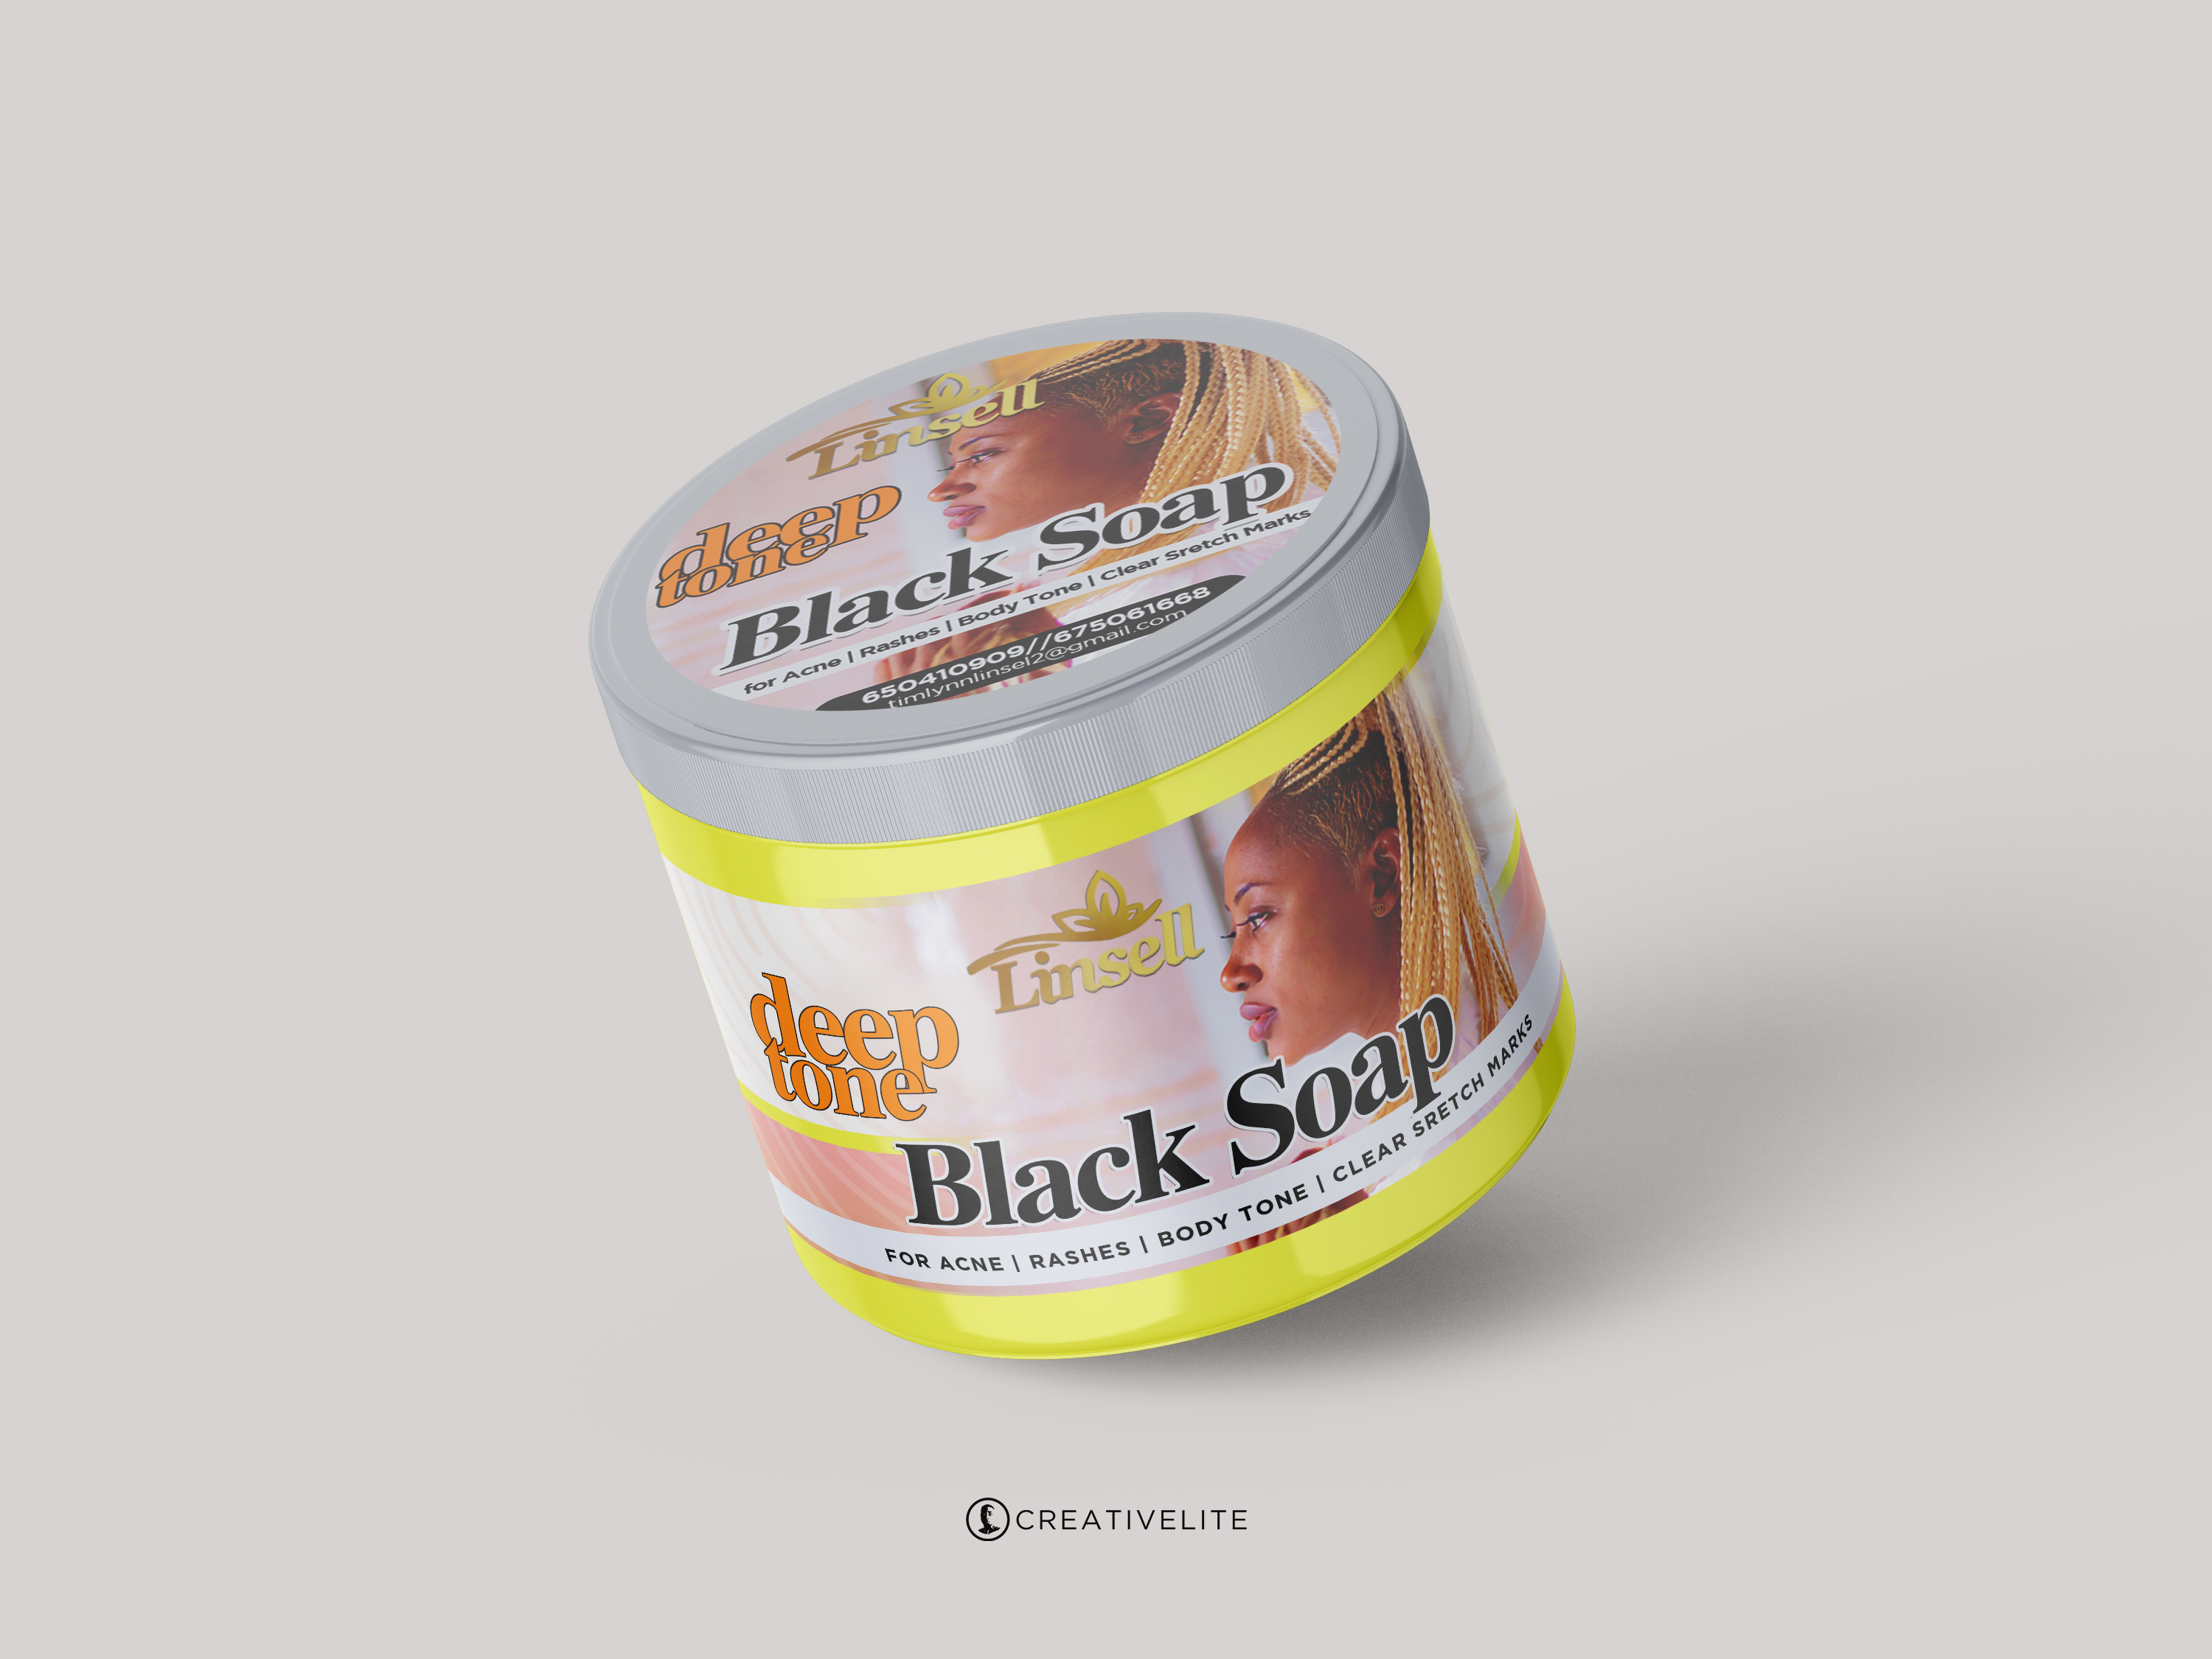 Linsell
deep
tone
Black Soap
for Acne | Rashes | Body Tone | Clear Sretch Marks
650410909//675061668
timlynnlinsel2@gmail.com
Linsell
deep
tone
Black Soap
FOR ACNE | RASHES | BODY TONE | CLEAR SRETCH MARKS
CREATIVELITE